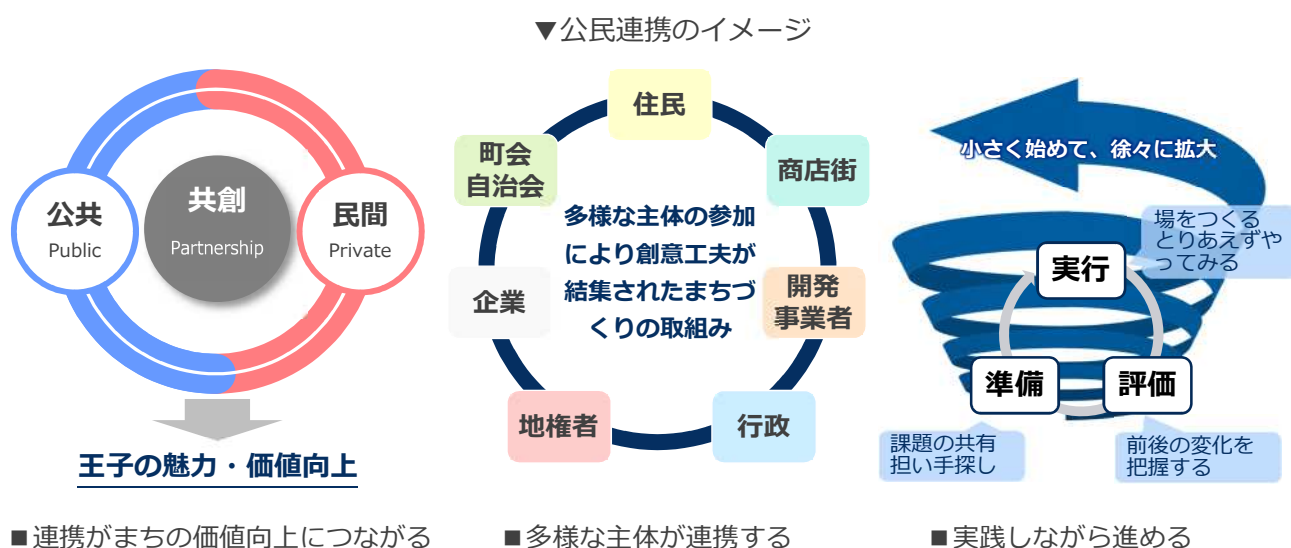 ▼公民連携のイメージ
公共
Public
共創
Partnership
民間
Private
王子の魅力・価値向上
■連携がまちの価値向上につながる
住民
町会
自治会
商店街
多様な主体の参加
により創意工夫が
結集されたまちづ
くりの取組み
企業
開発
事業者
地権者
行政
■多様な主体が連携する
小さく始めて、徐々に拡大
場をつくる
とりあえずや
ってみる
実行
準備
評価
課題の共有
担い手探し
前後の変化を
把握する
■実践しながら進める